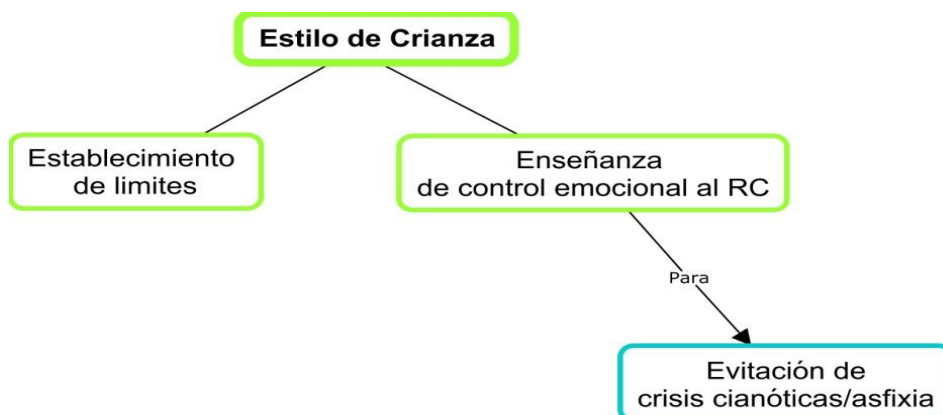 Estilo de Crianza
Establecimiento
de limites
Enseñanza
de control emocional al RC
Para
Evitación de
crisis cianóticas/asfixia